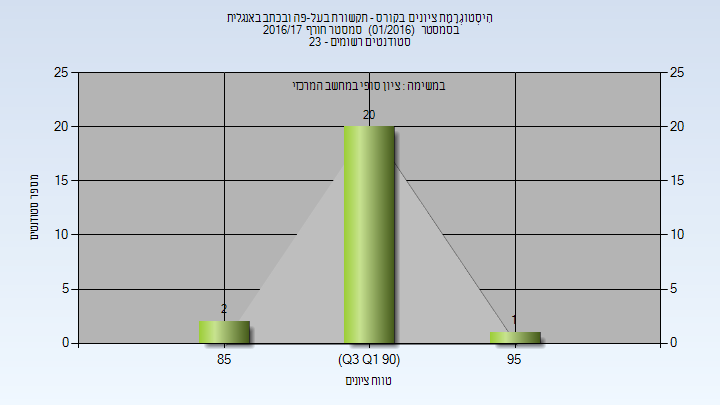 היסטוגרמת ציונים בקורס - תקשורת בעל-פה ובכתב באנגלית
בסמסטר (01/2016) סמסטר חורף 2016/17
סטודנטים רשומים - 23
במשימה : ציון סופי במחשב המרכזי
25 25
20 20
15 15
10 10
5 5
0 0
20
2
1
מספר סטודנטים
85 (Q3 Q1 90) 95
טווח ציונים